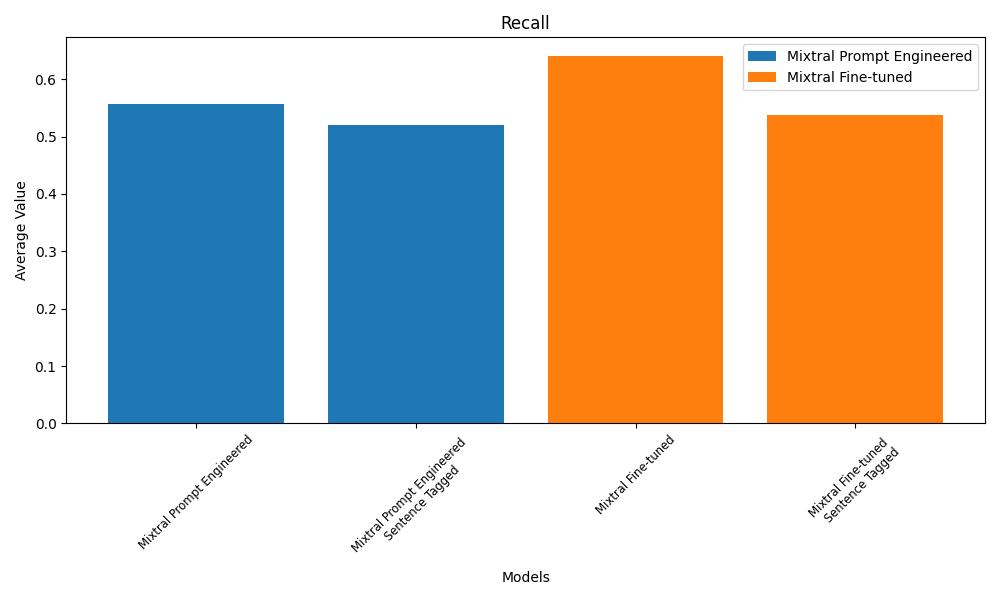 Recall
Mixtral Prompt Engineered
Mixtral Fine-tuned
Average Value
0.6
0.5
0.4
0.3
0.2
0.1
0.0
Mixtral Prompt Engineered
Mixtral Prompt Engineered
Sentence Tagged
Mixtral Fine-tuned
Mixtral Fine-tuned
Sentence Tagged
Models